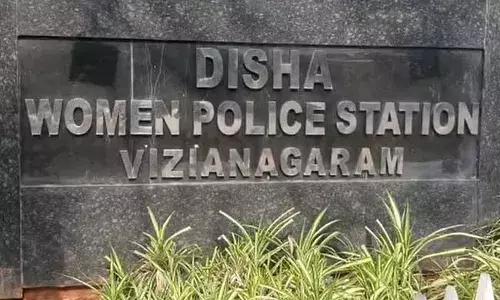 DISHA
WOMEN POLICE STATION
VIZIANAGARAM